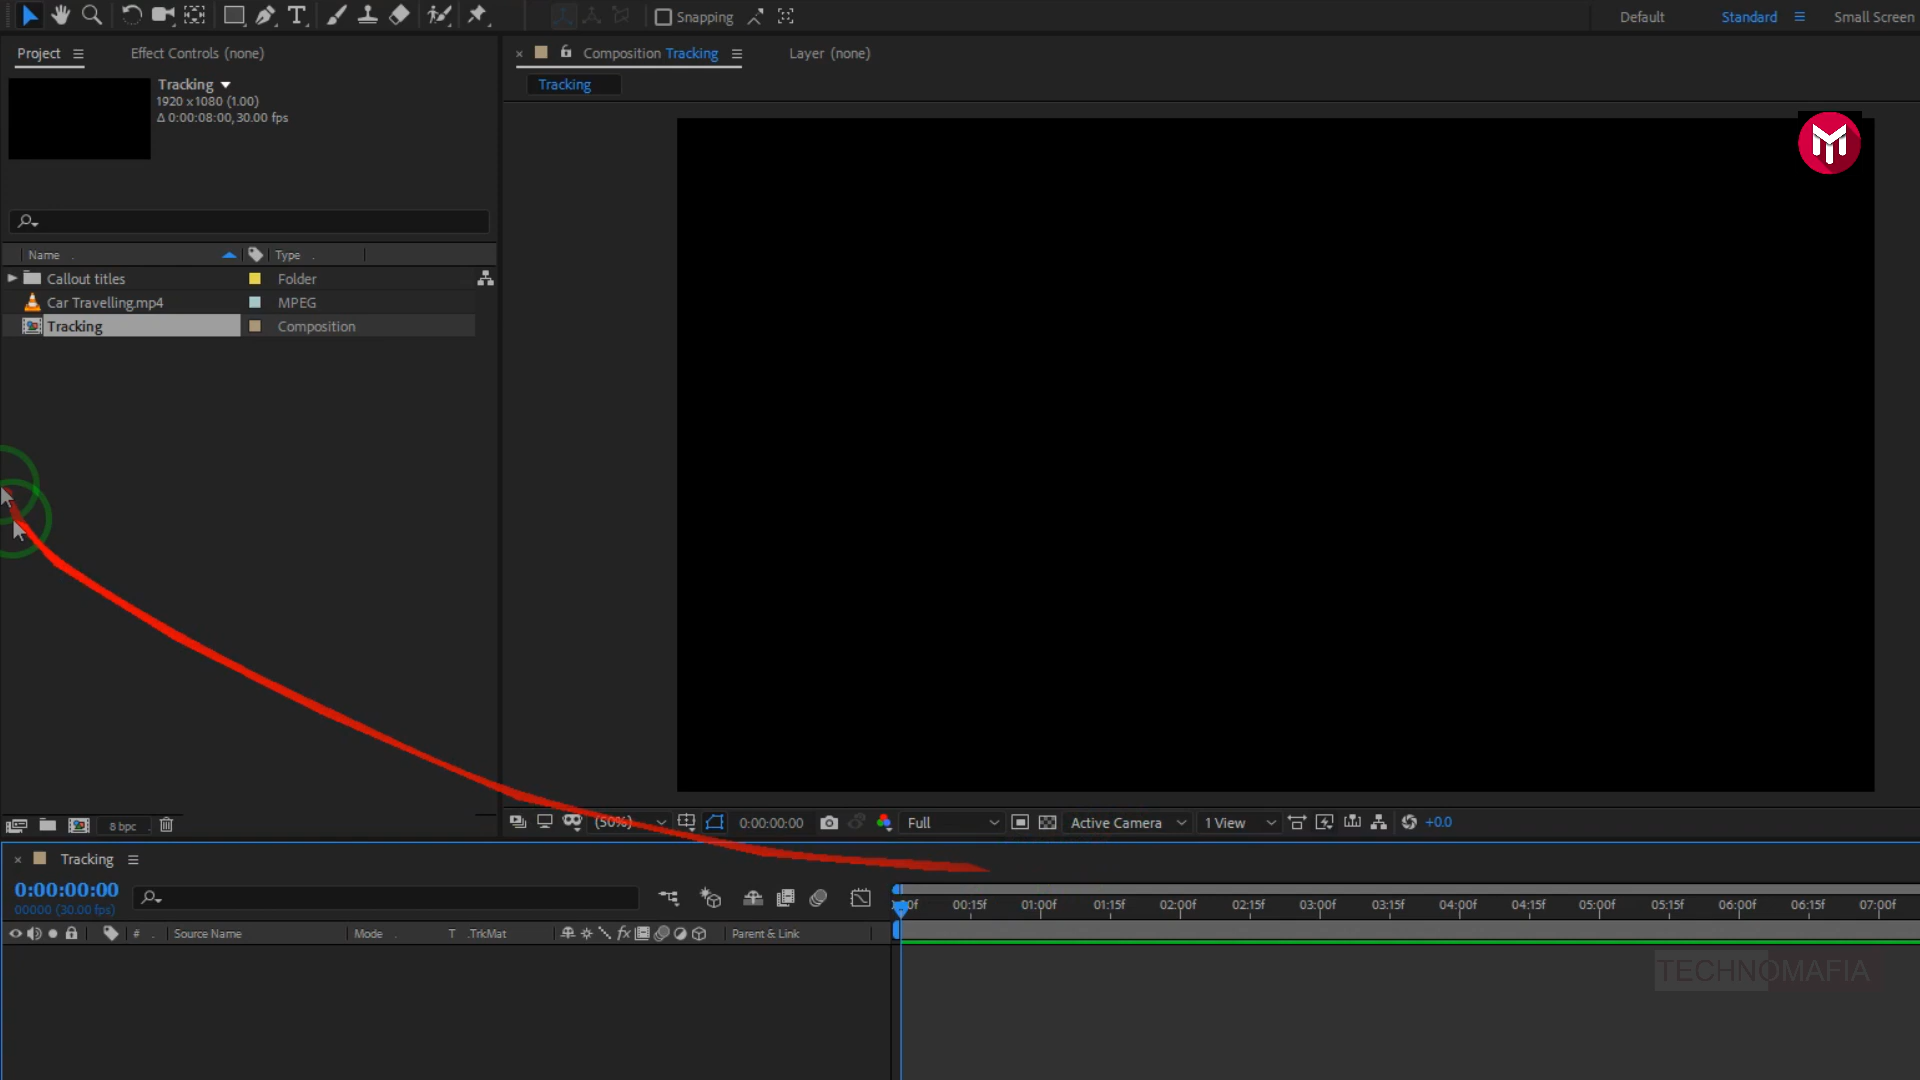 Snapping
Default
Standard
Small Screen
Project
Effect Controls (none)
Composition Tracking
Layer (none)
Tracking
Tracking
1920 x 1080 (1.00)
Δ 0:00:08:00, 30.00 fps
Name
Type
Callout titles
Folder
Car Travelling.mp4
MPEG
Tracking
Composition
8 bpc
(50%)
0:00:00:00
Full
Active Camera
1 View
+0.0
Tracking
0:00:00:00
00000 (30.00 fps)
00:15f
01:00f
01:15f
02:00f
02:15f
03:00f
03:15f
04:00f
04:15f
05:00f
05:15f
06:00f
06:15f
07:00f
#
Source Name
Mode
T .TrkMat
fx
Parent & Link
TECHNOMAFIA